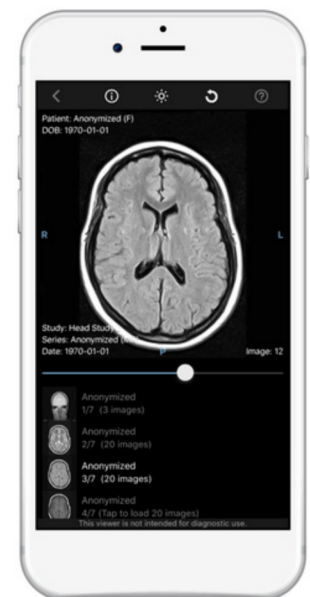 Patient: Anonymized (F)
DOB: 1970-01-01
R
L
Study: Head Study
Series: Anonymized
Date: 1970-01-01
P
Image: 12
Anonymized
1/7 (3 images)
Anonymized
2/7 (20 images)
Anonymized
3/7 (20 images)
Anonymized
4/7 (Tap to load 20 images)
This viewer is not intended for diagnostic use.